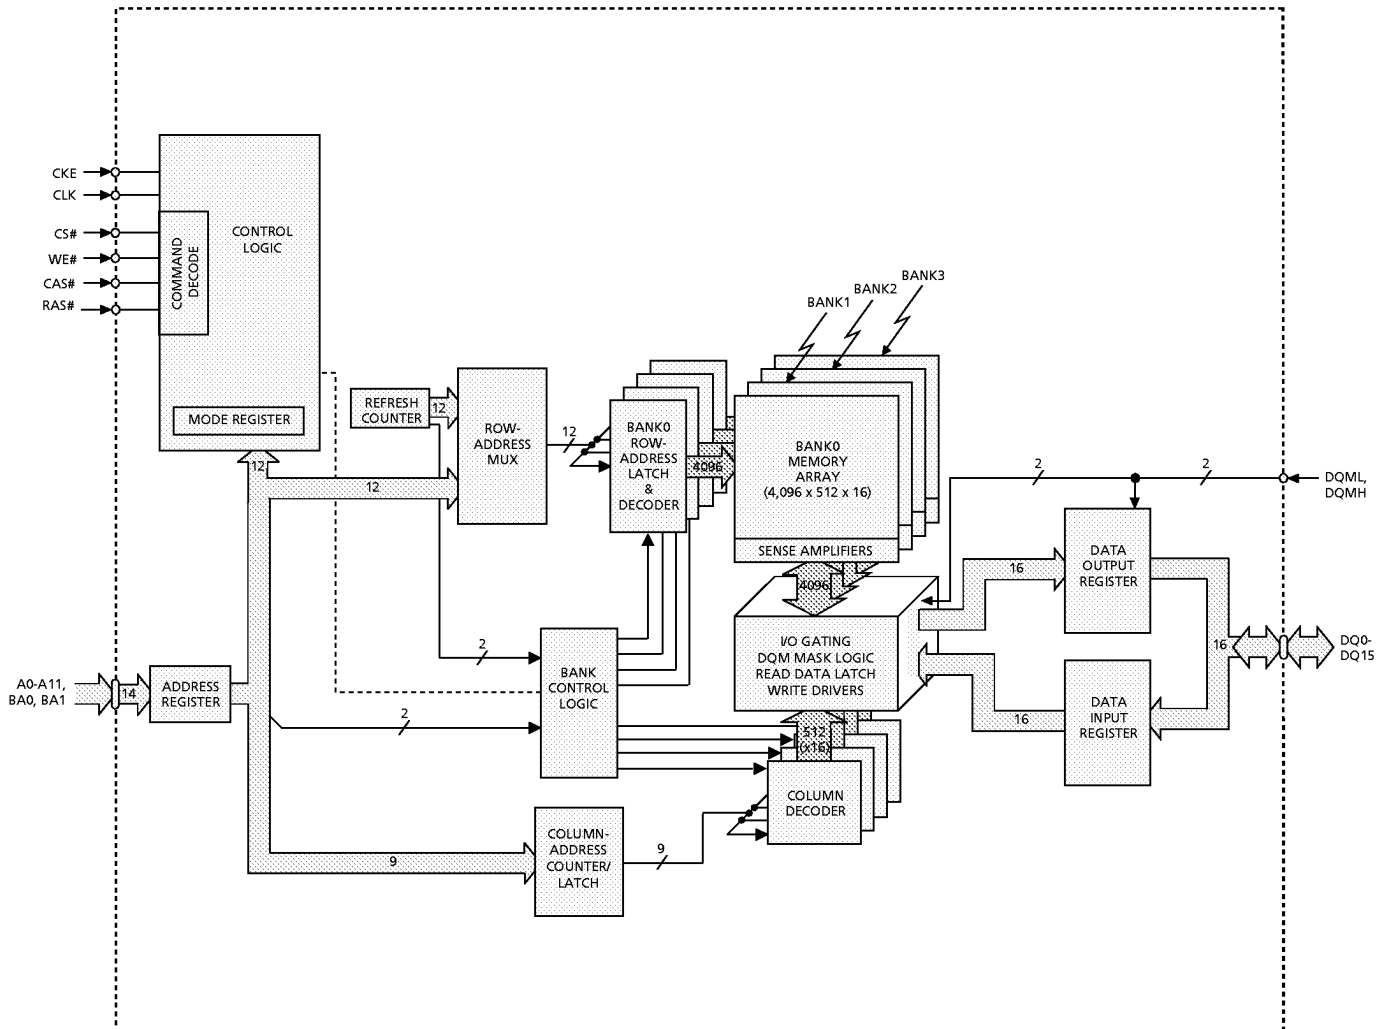 CKE
CLK
CS#
WE#
CAS#
RAS#
COMMAND
DECODE
CONTROL
LOGIC
MODE REGISTER
12
REFRESH
COUNTER
12
12
ROW-
ADDRESS
MUX
12
BANK0
ROW-
ADDRESS
LATCH
&
DECODER
4096
BANK1
BANK2
BANK3
BANK0
MEMORY
ARRAY
(4,096 x 512 x 16)
SENSE AMPLIFIERS
4096
I/O GATING
DQM MASK LOGIC
READ DATA LATCH
WRITE DRIVERS
2
2
DQML,
DQMH
DATA
OUTPUT
REGISTER
16
16
DQ0-
DQ15
DATA
INPUT
REGISTER
16
A0-A11,
BA0, BA1
14
ADDRESS
REGISTER
2
2
BANK
CONTROL
LOGIC
512
(x16)
COLUMN
DECODER
9
COLUMN-
ADDRESS
COUNTER/
LATCH
9